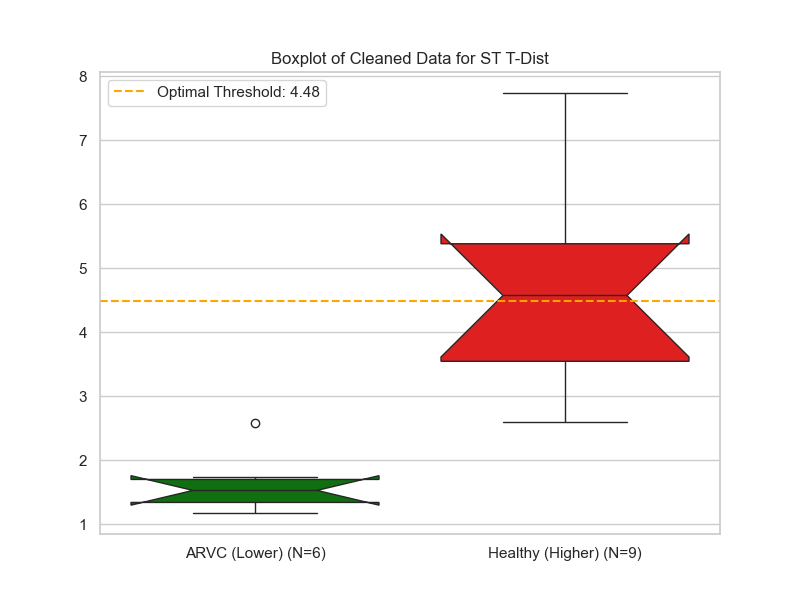 Boxplot of Cleaned Data for ST T-Dist
Optimal Threshold: 4.48
8
7
6
5
4
3
2
1
ARVC (Lower) (N=6)
Healthy (Higher) (N=9)